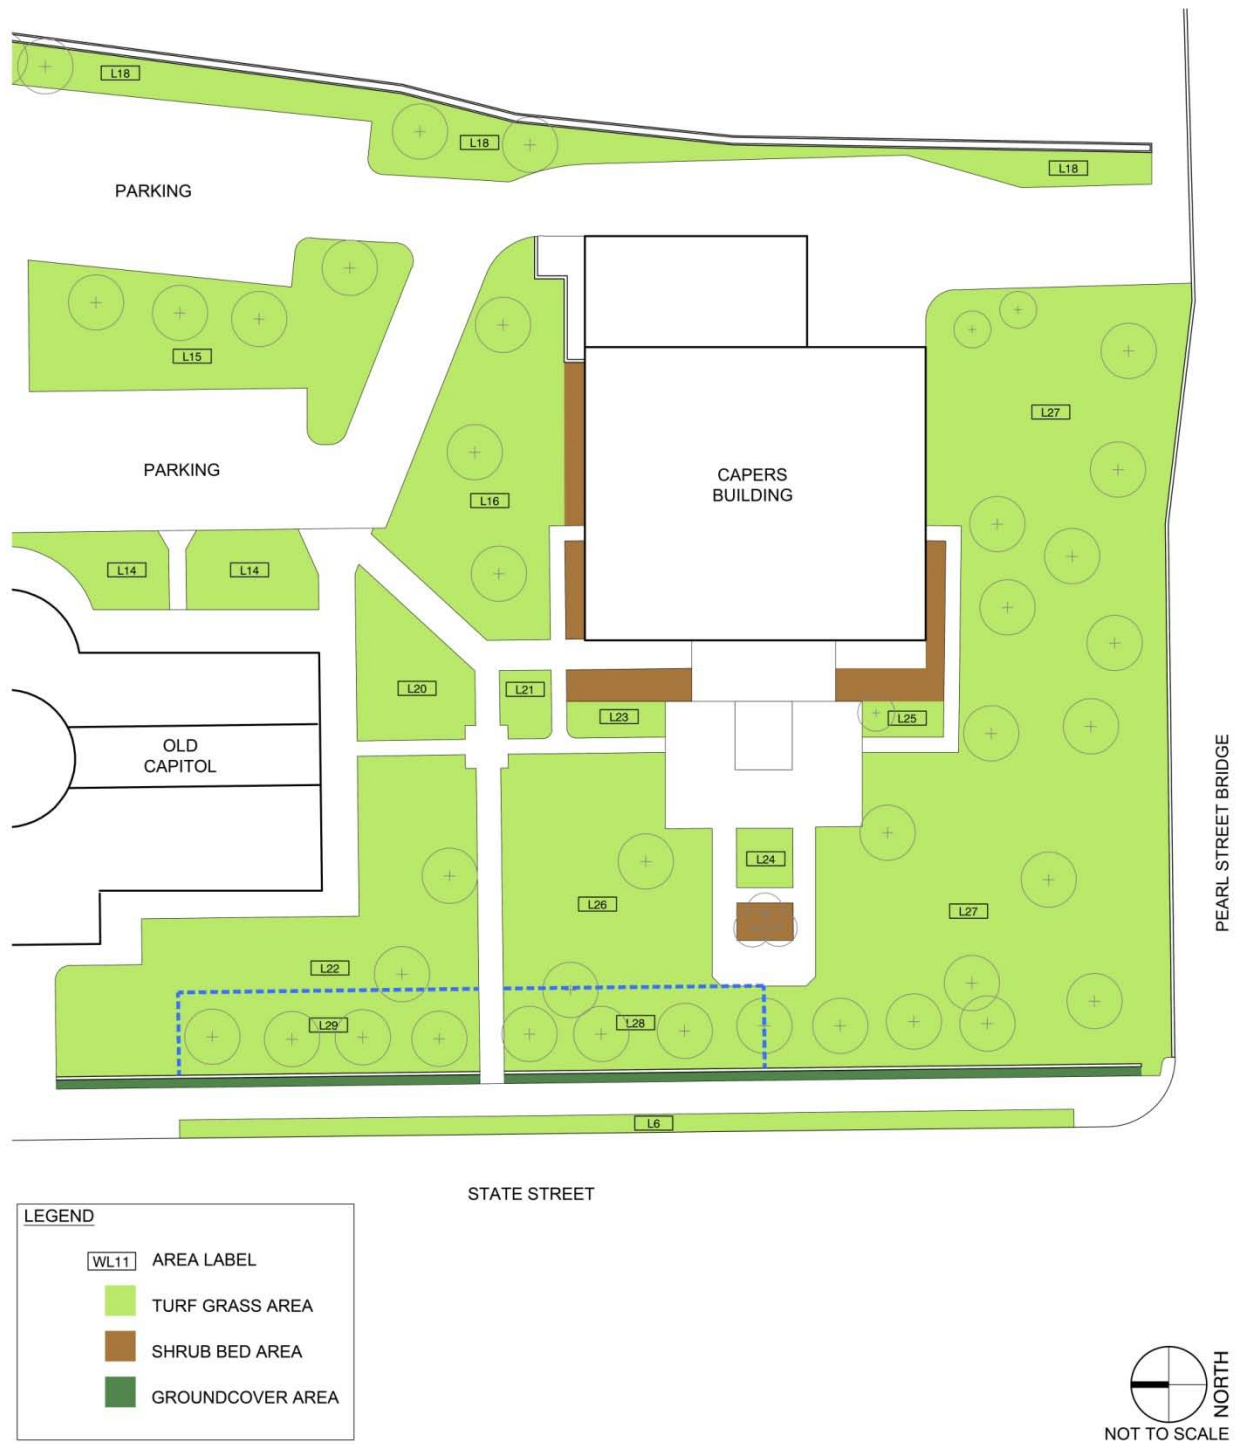 L18
L18
L18
PARKING
L15
L27
PARKING
CAPERS
BUILDING
L16
L14
L14
L20
L21
L23
L25
OLD
CAPITOL
PEARL STREET BRIDGE
L24
L26
L27
L22
L29
L28
L6
STATE STREET
LEGEND
WL11 AREA LABEL
TURF GRASS AREA
SHRUB BED AREA
GROUNDCOVER AREA
NORTH
NOT TO SCALE